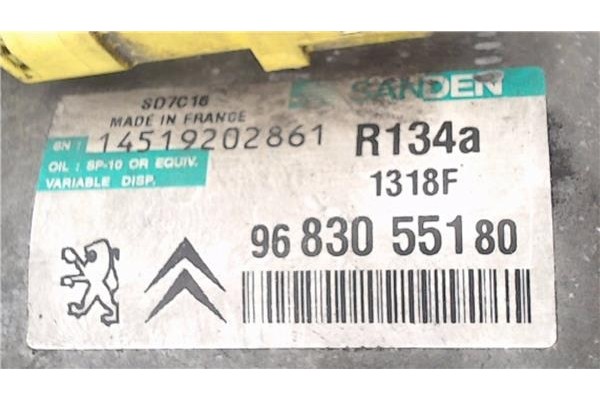 SANDEN
SD7C16
MADE IN FRANCE
SN : 14519202861
R134a
OIL : SP-10 OR EQUIV.
VARIABLE DISP.
1318F
96 830 551 80